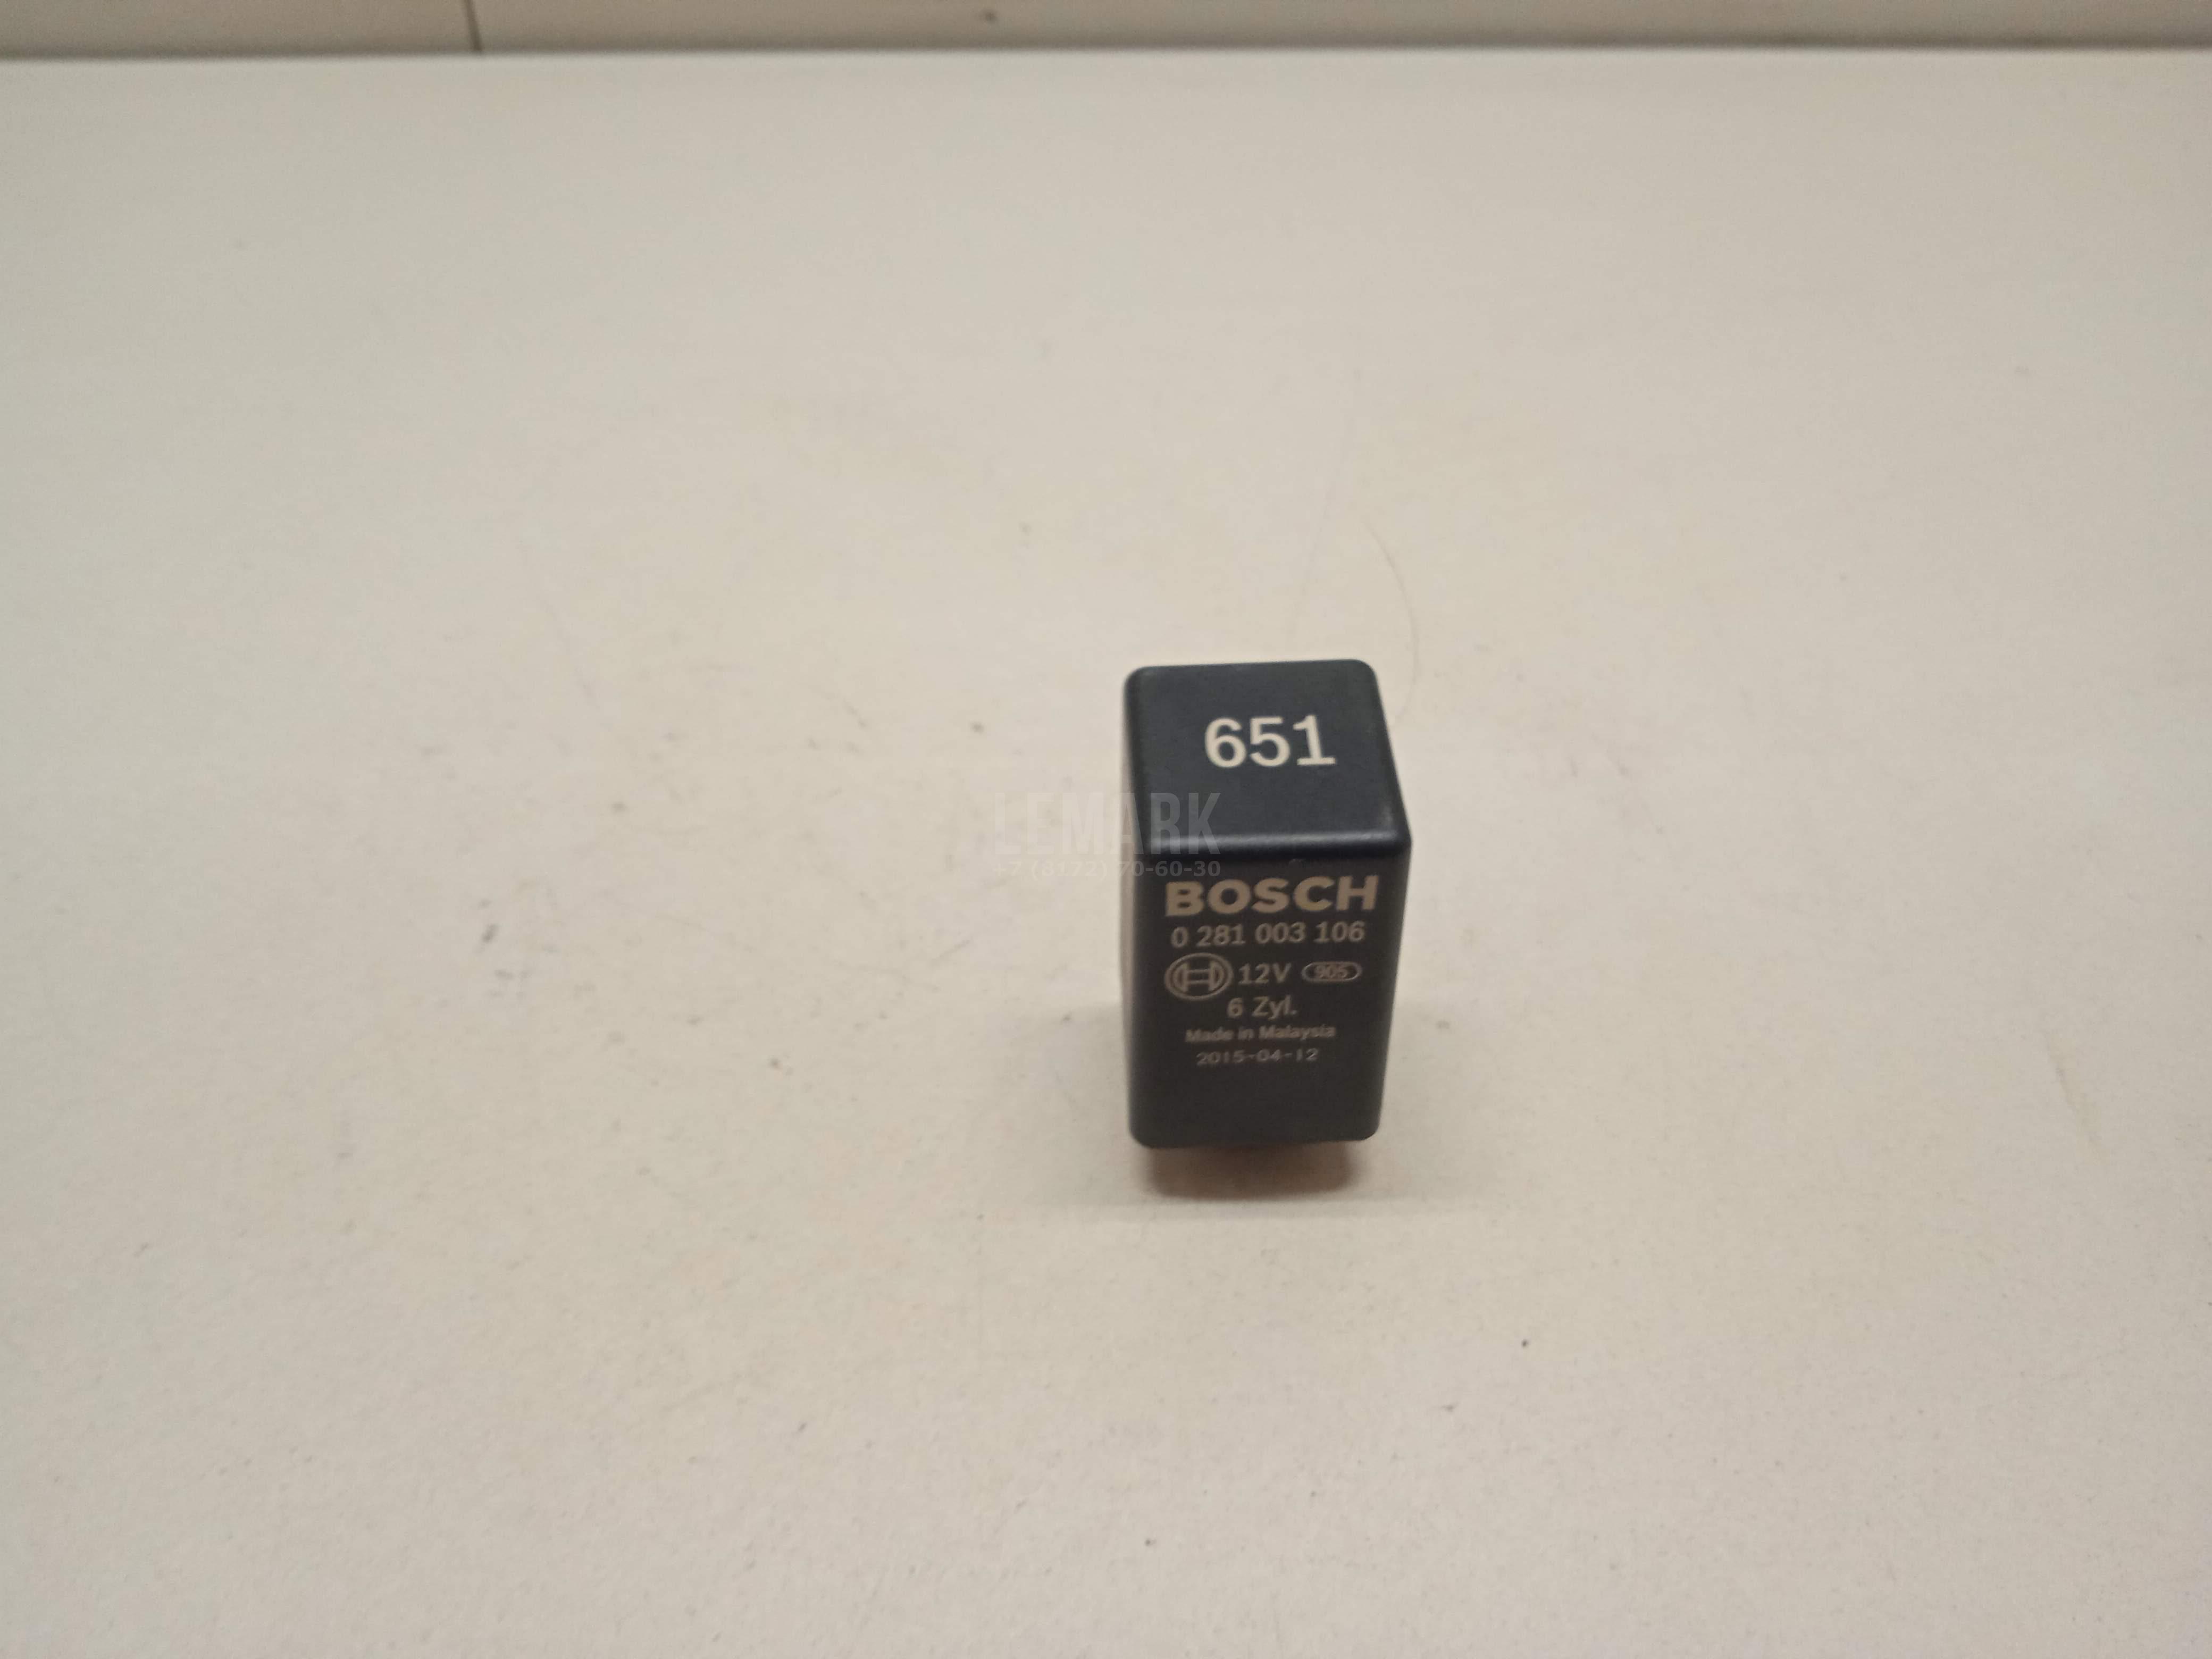 651
LEMARK
+7 (8172) 70-60-30
BOSCH
0 281 003 106
12V 905
6 Zyl.
Made in Malaysia
2015-04-12